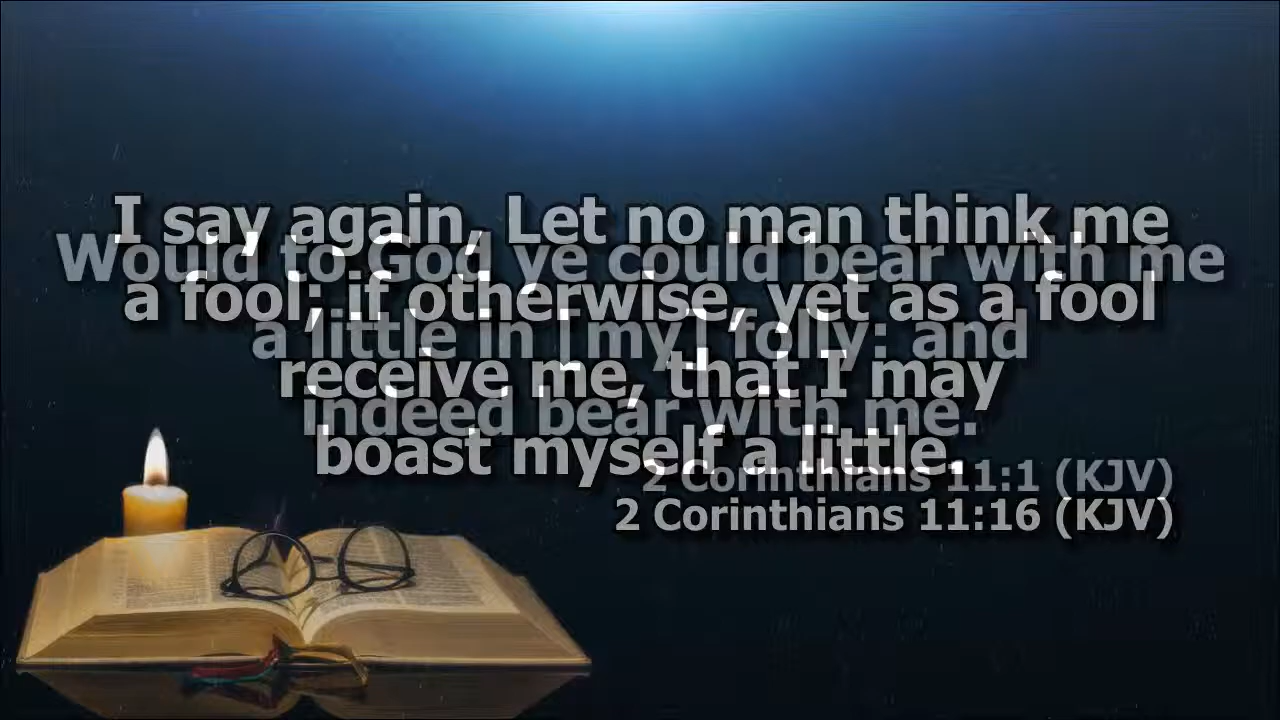 I say again, Let no man think me
a fool; if otherwise, yet as a fool
receive me, that I may
boast myself a little.
2 Corinthians 11:16 (KJV)
Would to God ye could bear with me
a little in [my] folly: and
indeed bear with me.
2 Corinthians 11:1 (KJV)